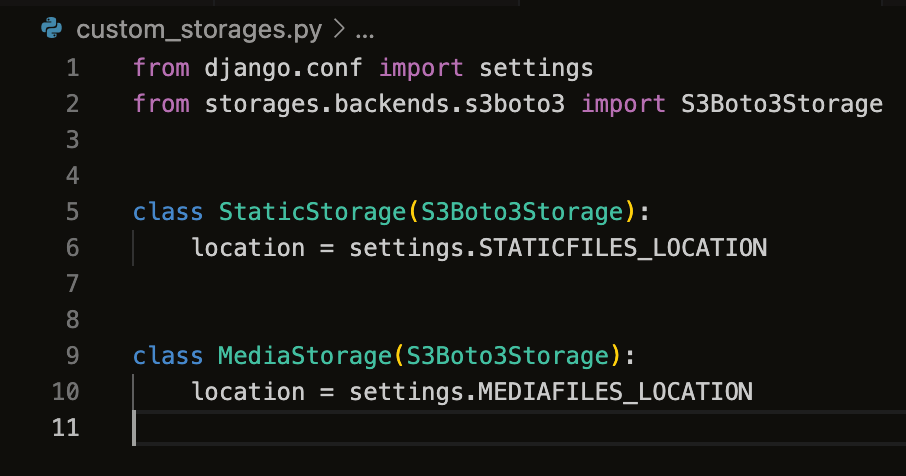 custom_storages.py > ...
1 from django.conf import settings
2 from storages.backends.s3boto3 import S3Boto3Storage
3
4
5 class StaticStorage(S3Boto3Storage):
6     location = settings.STATICFILES_LOCATION
7
8
9 class MediaStorage(S3Boto3Storage):
10     location = settings.MEDIAFILES_LOCATION
11